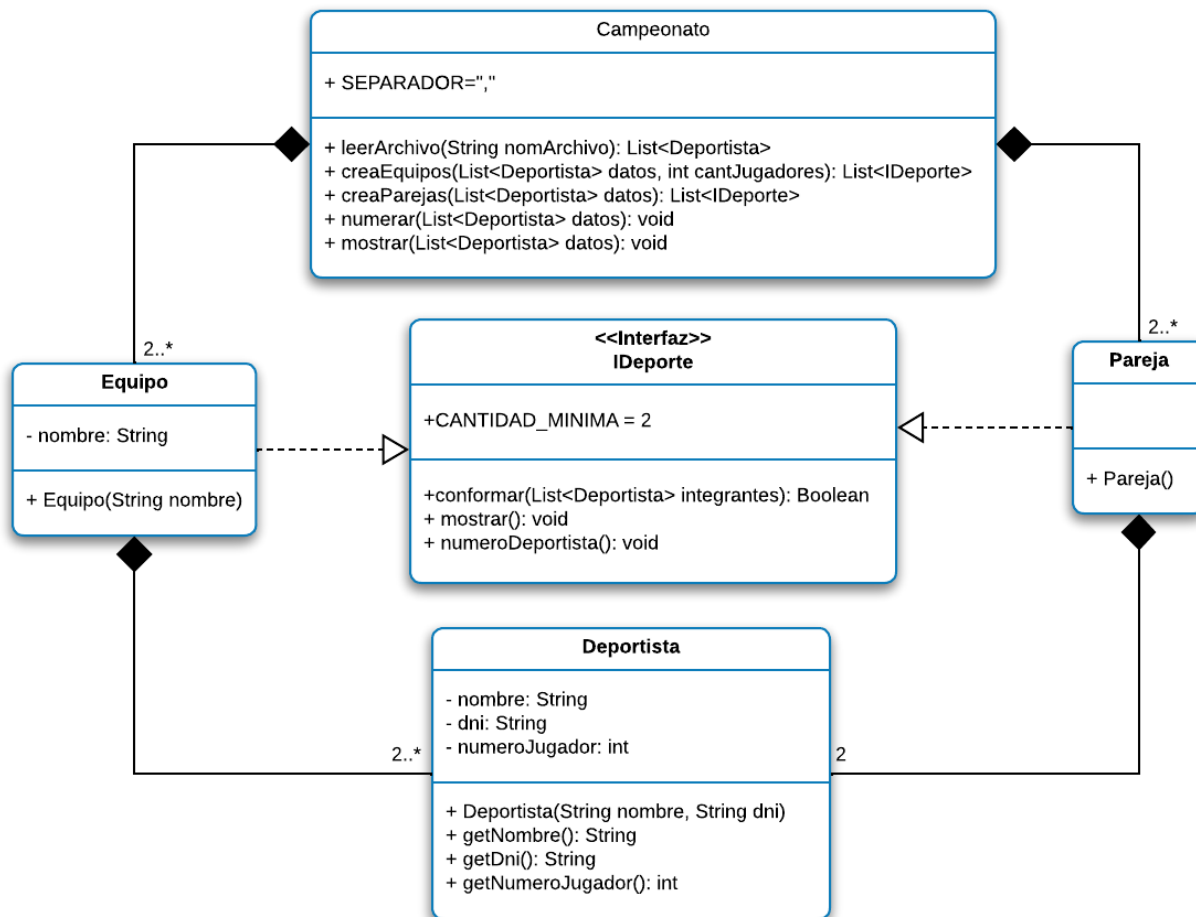 Campeonato
+ SEPARADOR=","
+ leerArchivo(String nomArchivo): List<Deportista>
+ creaEquipos(List<Deportista> datos, int cantJugadores): List<IDeporte>
+ creaParejas(List<Deportista> datos): List<IDeporte>
+ numerar(List<Deportista> datos): void
+ mostrar(List<Deportista> datos): void
2..*
2..*
Equipo
- nombre: String
+ Equipo(String nombre)
<<Interfaz>>
IDeporte
+CANTIDAD_MINIMA = 2
+conformar(List<Deportista> integrantes): Boolean
+ mostrar(): void
+ numeroDeportista(): void
Pareja
+ Pareja()
2..*
2
Deportista
- nombre: String
- dni: String
- numeroJugador: int
+ Deportista(String nombre, String dni)
+ getNombre(): String
+ getDni(): String
+ getNumeroJugador(): int